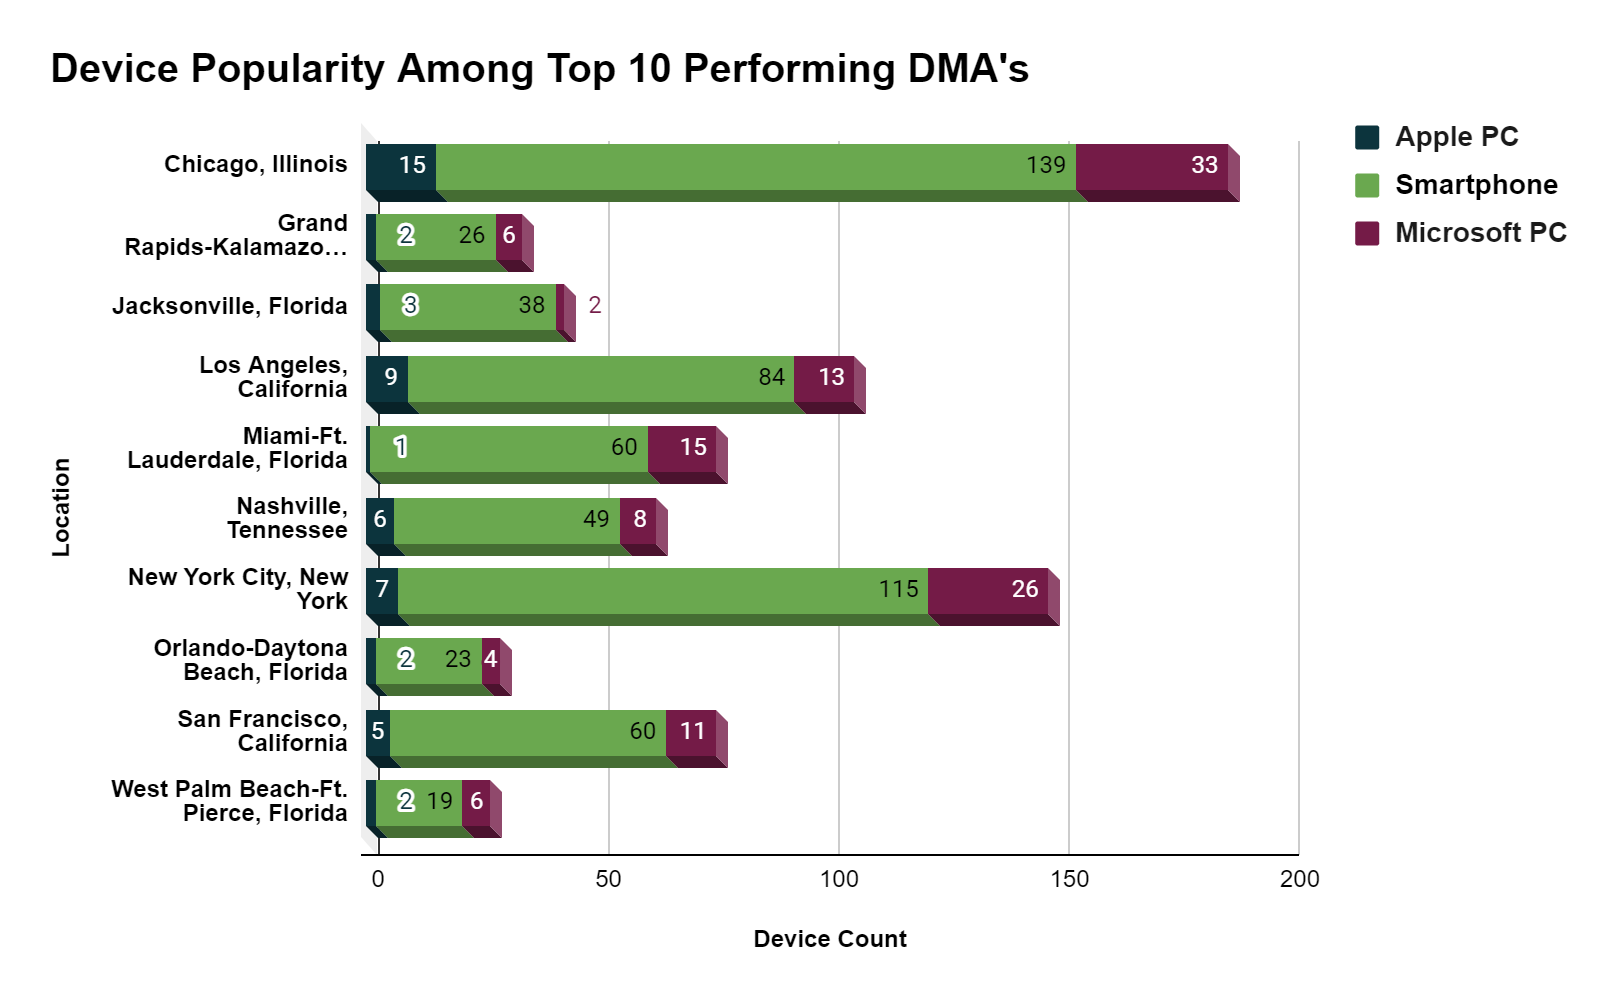 Device Popularity Among Top 10 Performing DMA's
Apple PC
Smartphone
Microsoft PC
Location
Chicago, Illinois
15 139 33
Grand
Rapids-Kalamazo…
2 26 6
Jacksonville, Florida
3 38 2
Los Angeles,
California
9 84 13
Miami-Ft.
Lauderdale, Florida
1 60 15
Nashville,
Tennessee
6 49 8
New York City, New
York
7 115 26
Orlando-Daytona
Beach, Florida
2 23 4
San Francisco,
California
5 60 11
West Palm Beach-Ft.
Pierce, Florida
2 19 6
0 50 100 150 200
Device Count